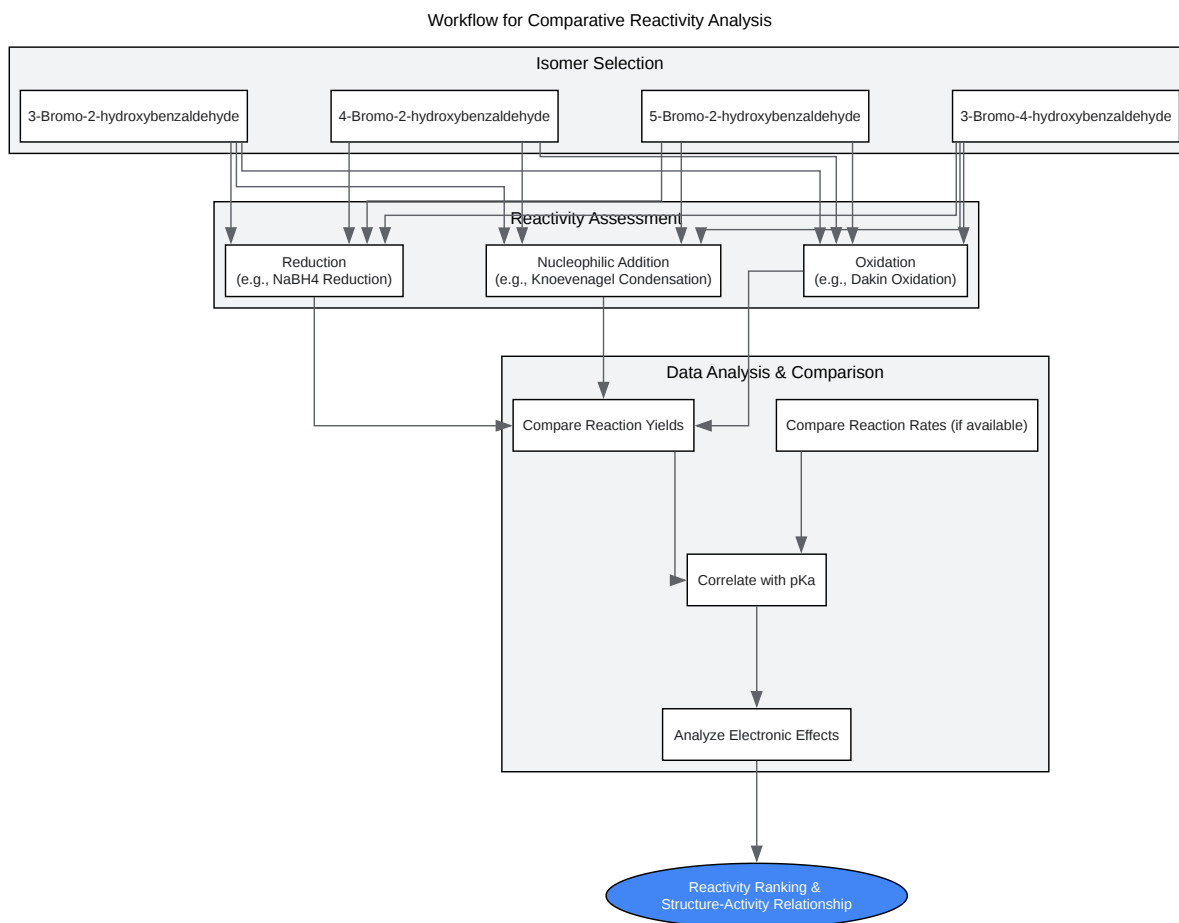 Workflow for Comparative Reactivity Analysis
Isomer Selection
3-Bromo-2-hydroxybenzaldehyde
4-Bromo-2-hydroxybenzaldehyde
5-Bromo-2-hydroxybenzaldehyde
3-Bromo-4-hydroxybenzaldehyde
Reactivity Assessment
Reduction
(e.g., NaBH4 Reduction)
Nucleophilic Addition
(e.g., Knoevenagel Condensation)
Oxidation
(e.g., Dakin Oxidation)
Data Analysis & Comparison
Compare Reaction Yields
Compare Reaction Rates (if available)
Correlate with pKa
Analyze Electronic Effects
Reactivity Ranking &
Structure-Activity Relationship